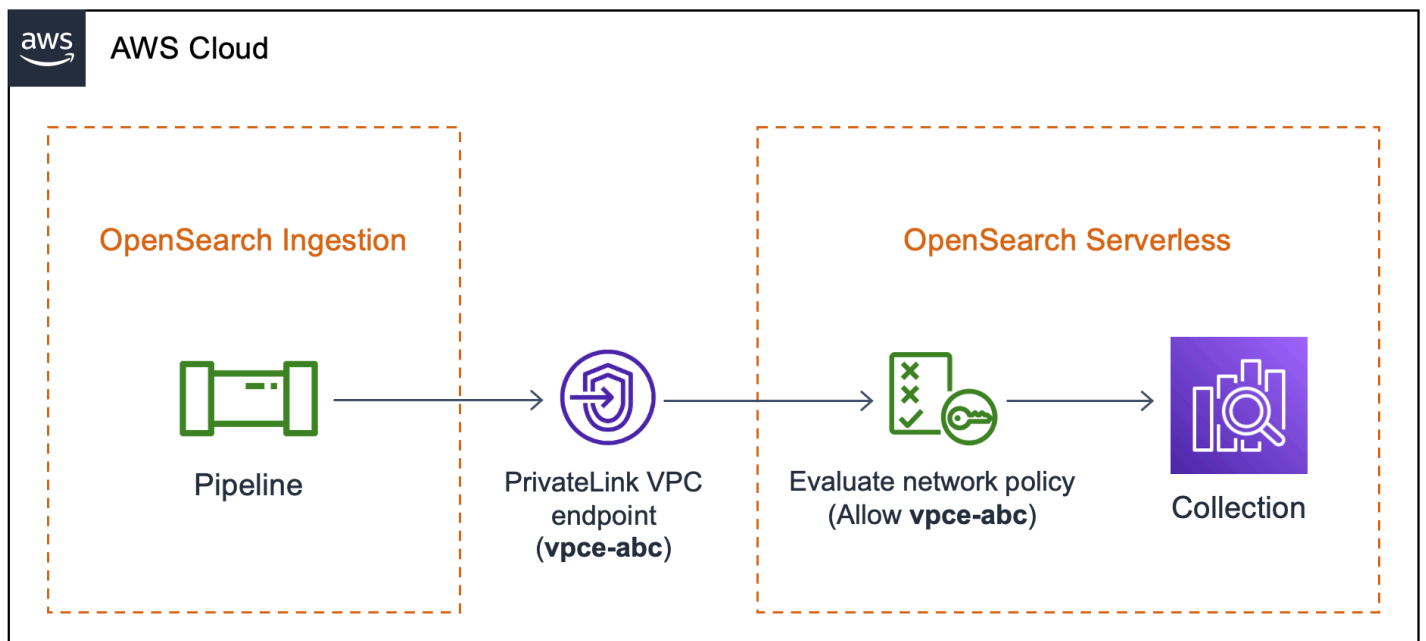 aws
AWS Cloud
OpenSearch Ingestion
OpenSearch Serverless
Pipeline
PrivateLink VPC
endpoint
(vpce-abc)
Evaluate network policy
(Allow vpce-abc)
Collection